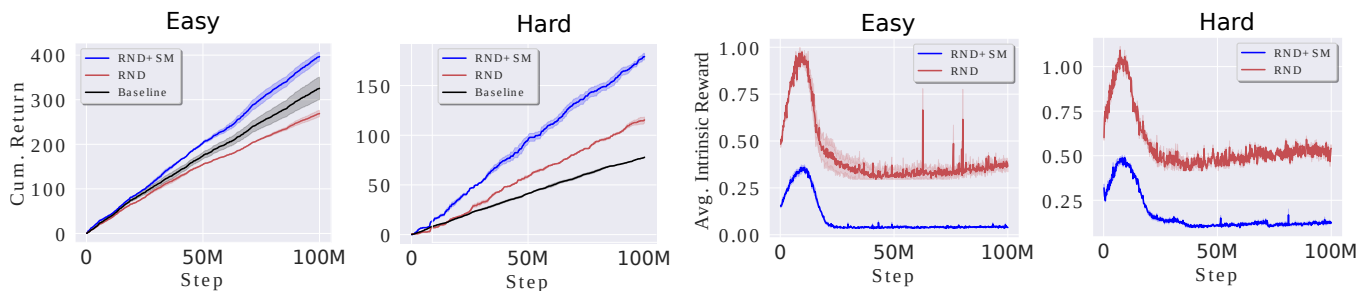 Easy
Cum. Return
400
300
200
100
0
RND+SM
RND
Baseline
0
50M
100M
Step
Hard
150
100
50
0
RND+SM
RND
Baseline
0
50M
100M
Step
Easy
Avg. Intrinsic Reward
1.00
0.75
0.50
0.25
0.00
RND+SM
RND
0
50M
100M
Step
Hard
1.00
0.75
0.50
0.25
RND+SM
RND
0
50M
100M
Step